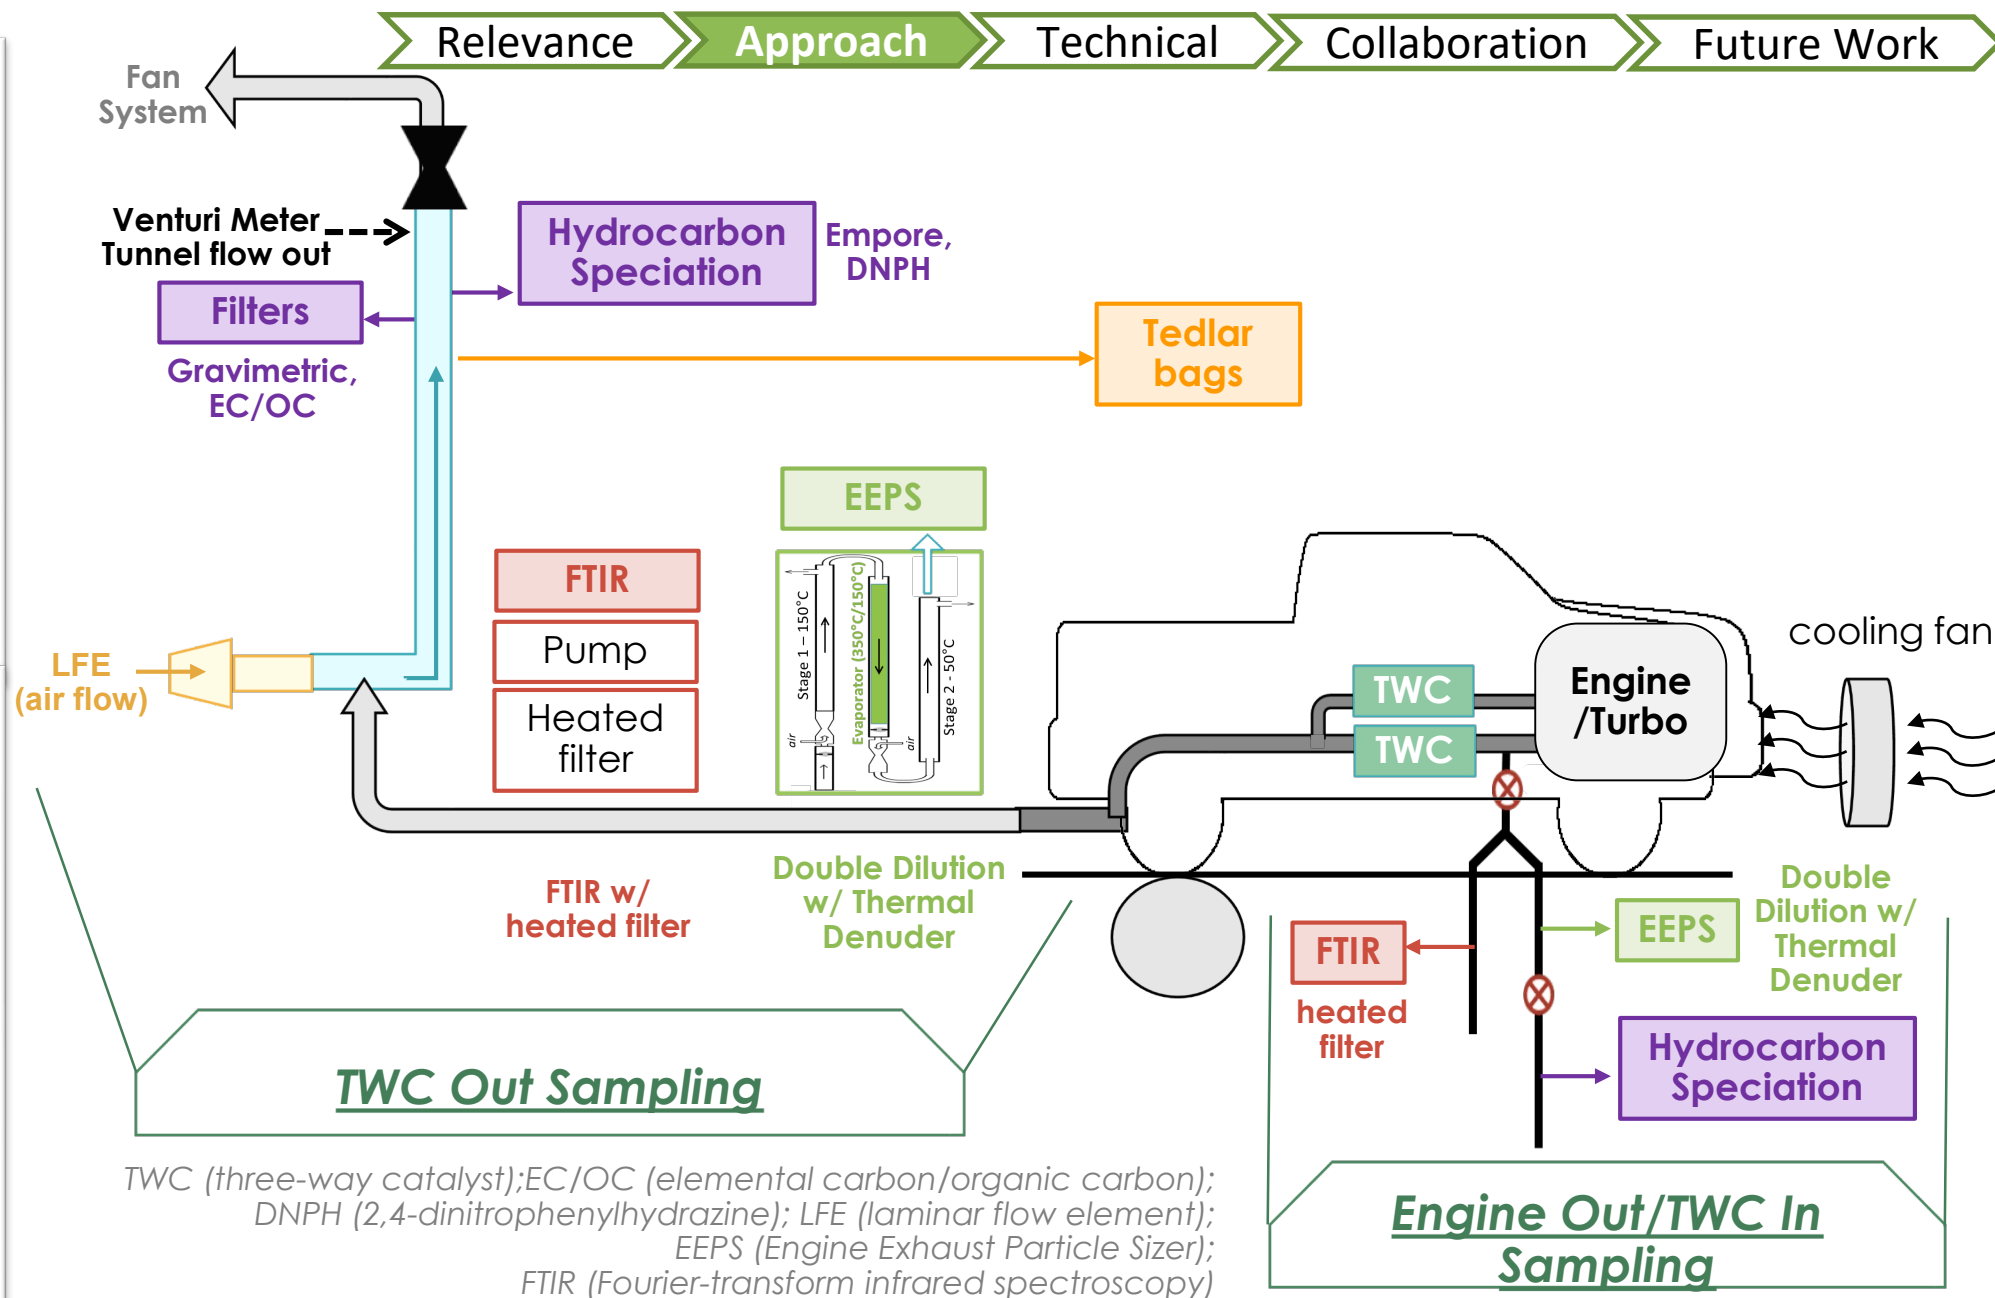 Relevance
Approach
Technical
Collaboration
Future Work
Fan
System
Venturi Meter
Tunnel flow out
Hydrocarbon
Speciation
Empore,
DNPH
Filters
Gravimetric,
EC/OC
Tedlar
bags
EEPS
FTIR
Pump
Heated
filter
Stage 1 – 150°C
Evaporator (350°C/150°C)
Stage 2 - 50°C
air
air
LFE
(air flow)
TWC
TWC
Engine
/Turbo
cooling fan
FTIR w/
heated filter
Double Dilution
w/ Thermal
Denuder
FTIR
heated
filter
EEPS
Double
Dilution w/
Thermal
Denuder
Hydrocarbon
Speciation
TWC Out Sampling
Engine Out/TWC In
Sampling
TWC (three-way catalyst);EC/OC (elemental carbon/organic carbon);
DNPH (2,4-dinitrophenylhydrazine); LFE (laminar flow element);
EEPS (Engine Exhaust Particle Sizer);
FTIR (Fourier-transform infrared spectroscopy)